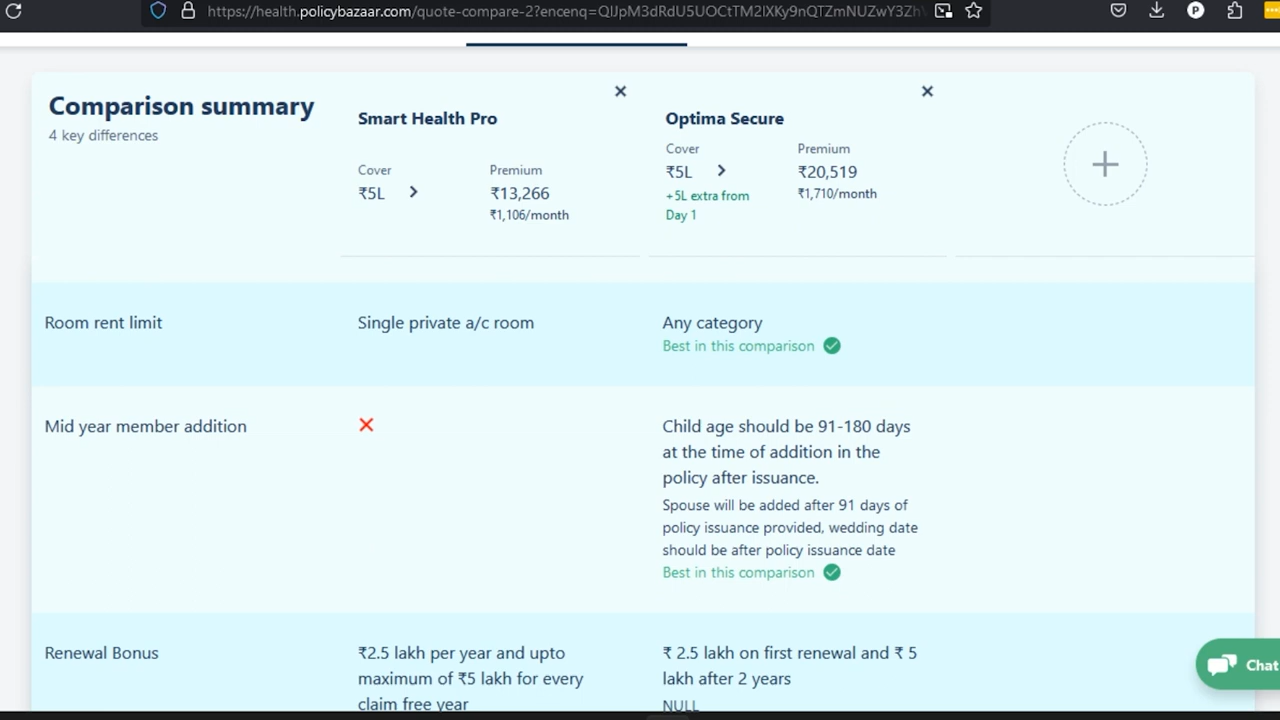 https://health.policybazaar.com/quote-compare-2?encenq=
Comparison summary
4 key differences
Smart Health Pro
Cover
₹5L
Premium
₹13,266
₹1,106/month
Optima Secure
Cover
₹5L
+5L extra from
Day 1
Premium
₹20,519
₹1,710/month
Room rent limit
Single private a/c room
Any category
Best in this comparison
Mid year member addition
Child age should be 91-180 days
at the time of addition in the
policy after issuance.
Spouse will be added after 91 days of
policy issuance provided, wedding date
should be after policy issuance date
Best in this comparison
Renewal Bonus
₹2.5 lakh per year and upto
maximum of ₹5 lakh for every
claim free year
₹ 2.5 lakh on first renewal and ₹ 5
lakh after 2 years
NULL
Chat
P